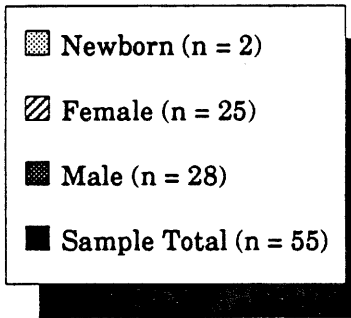 Newborn (n = 2)
Female (n = 25)
Male (n = 28)
Sample Total (n = 55)